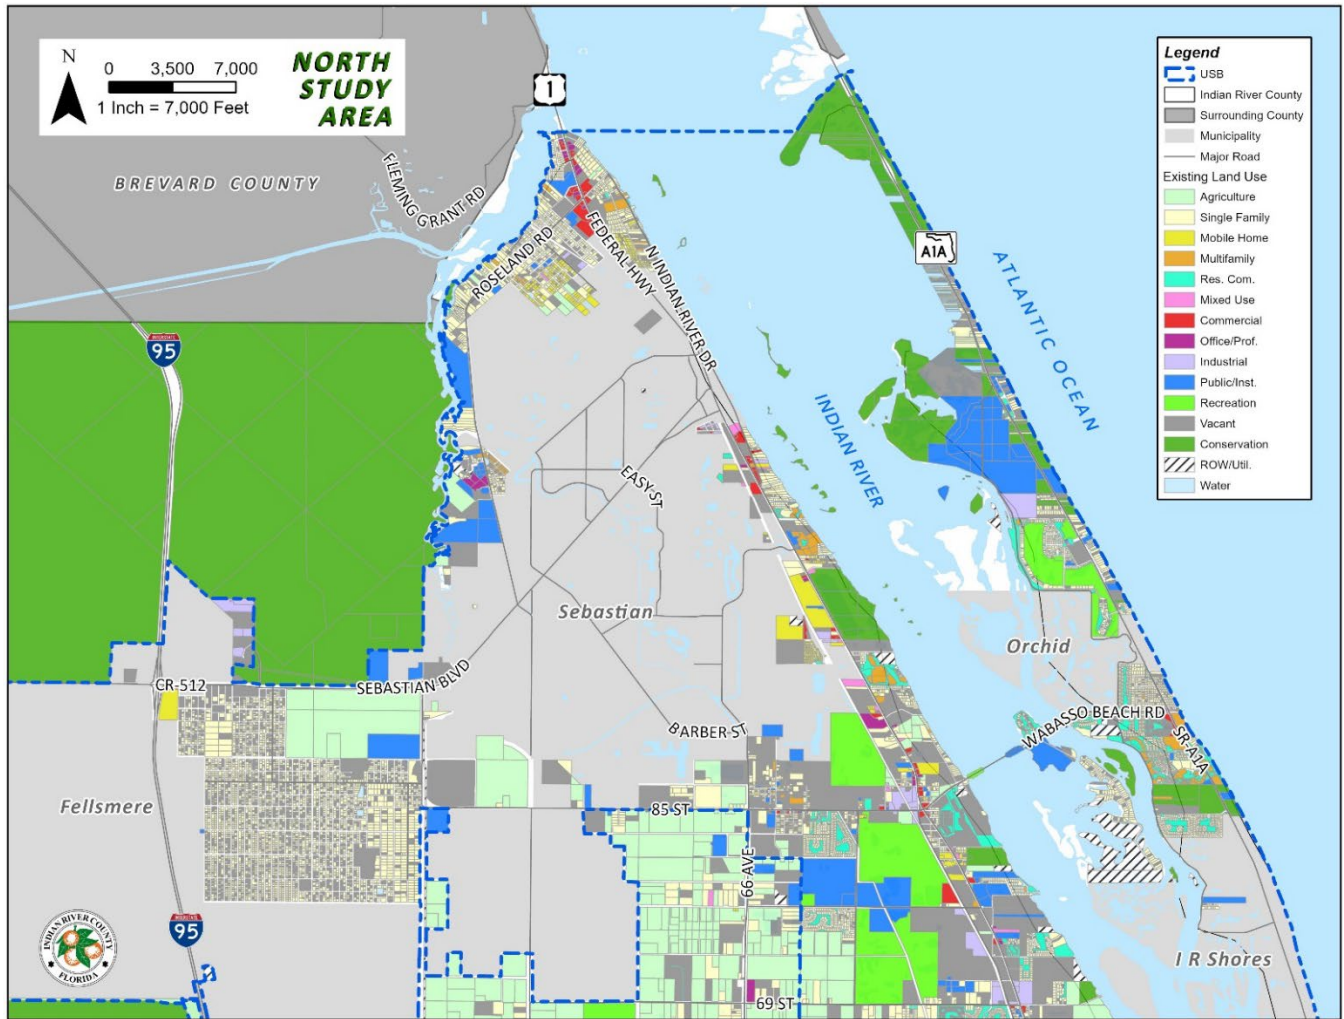 N
0 3,500 7,000
1 Inch = 7,000 Feet
NORTH
STUDY
AREA
1
BREVARD COUNTY
FLEMING GRANT RD
ROSELAND RD
FEDERAL HWY
N INDIAN RIVER DR
A1A
ATLANTIC OCEAN
INDIAN RIVER
INTERSTATE
95
EASY ST
Sebastian
Orchid
CR-512
SEBASTIAN BLVD
BARBER ST
WABASSO BEACH RD
SR-A1A
Fellsmere
85 ST
66 AVE
INTERSTATE
95
I R Shores
69 ST
INDIAN RIVER COUNTY
FLORIDA
Legend
USB
Indian River County
Surrounding County
Municipality
Major Road
Existing Land Use
Agriculture
Single Family
Mobile Home
Multifamily
Res. Com.
Mixed Use
Commercial
Office/Prof.
Industrial
Public/Inst.
Recreation
Vacant
Conservation
ROW/Util.
Water